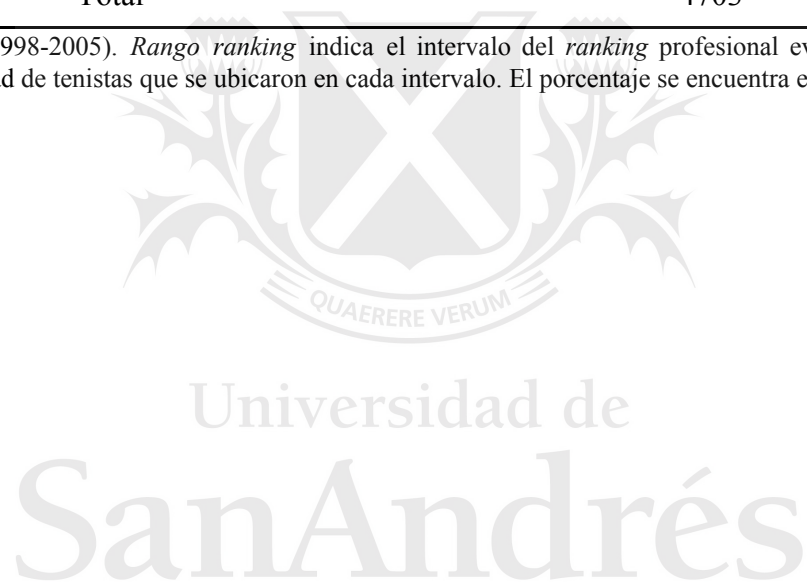 998-2005). Rango ranking indica el intervalo del ranking profesional ev
ad de tenistas que se ubicaron en cada intervalo. El porcentaje se encuentra e
QUAERERE VERUM
Universidad de
SanAndrés